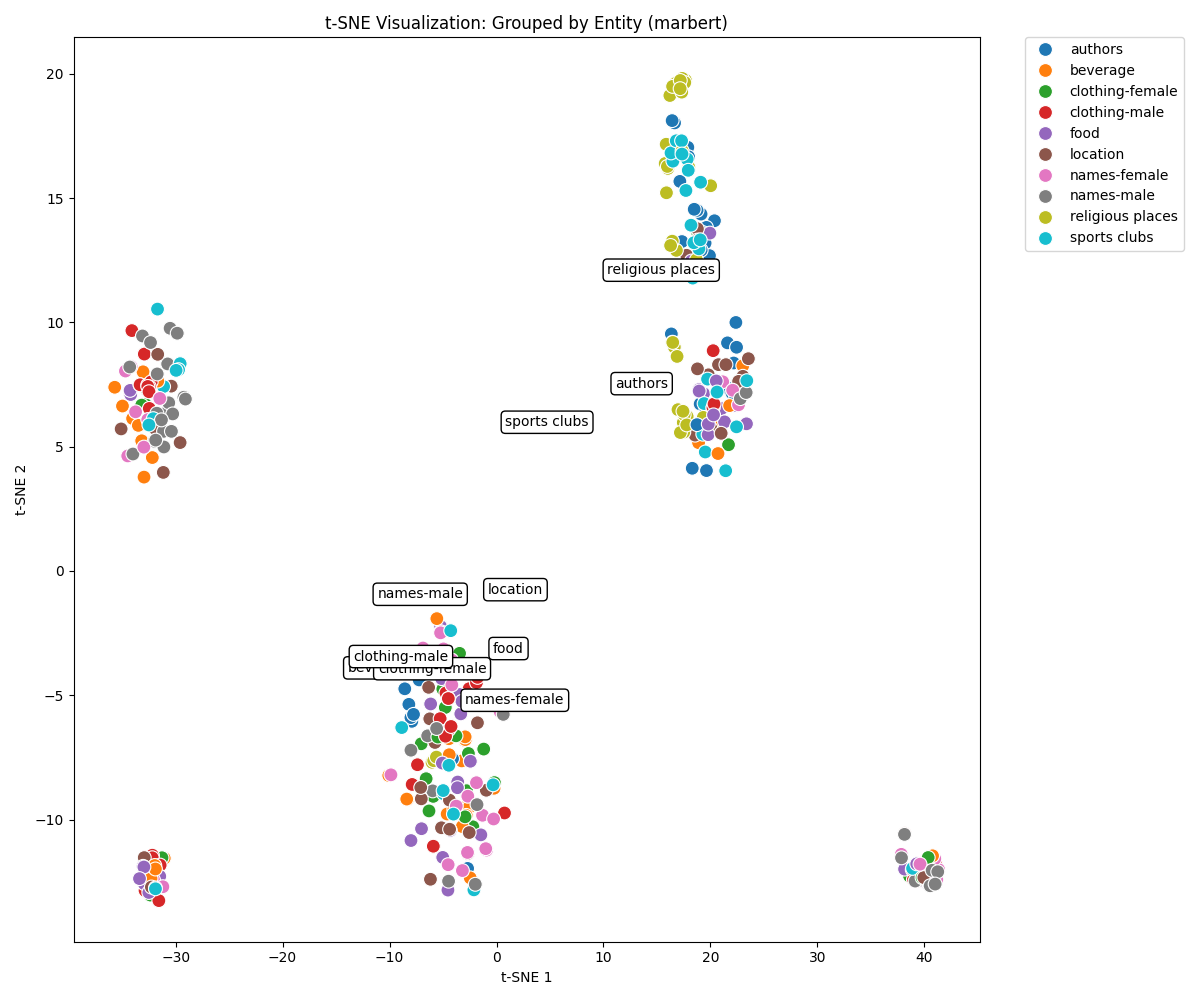 t-SNE Visualization: Grouped by Entity (marbert)
authors
beverage
clothing-female
clothing-male
food
location
names-female
names-male
religious places
sports clubs
religious places
authors
sports clubs
names-male
location
food
clothing-male
clothing-female
names-female
20
15
10
5
0
−5
−10
t-SNE 2
−30
−20
−10
0
10
20
30
40
t-SNE 1